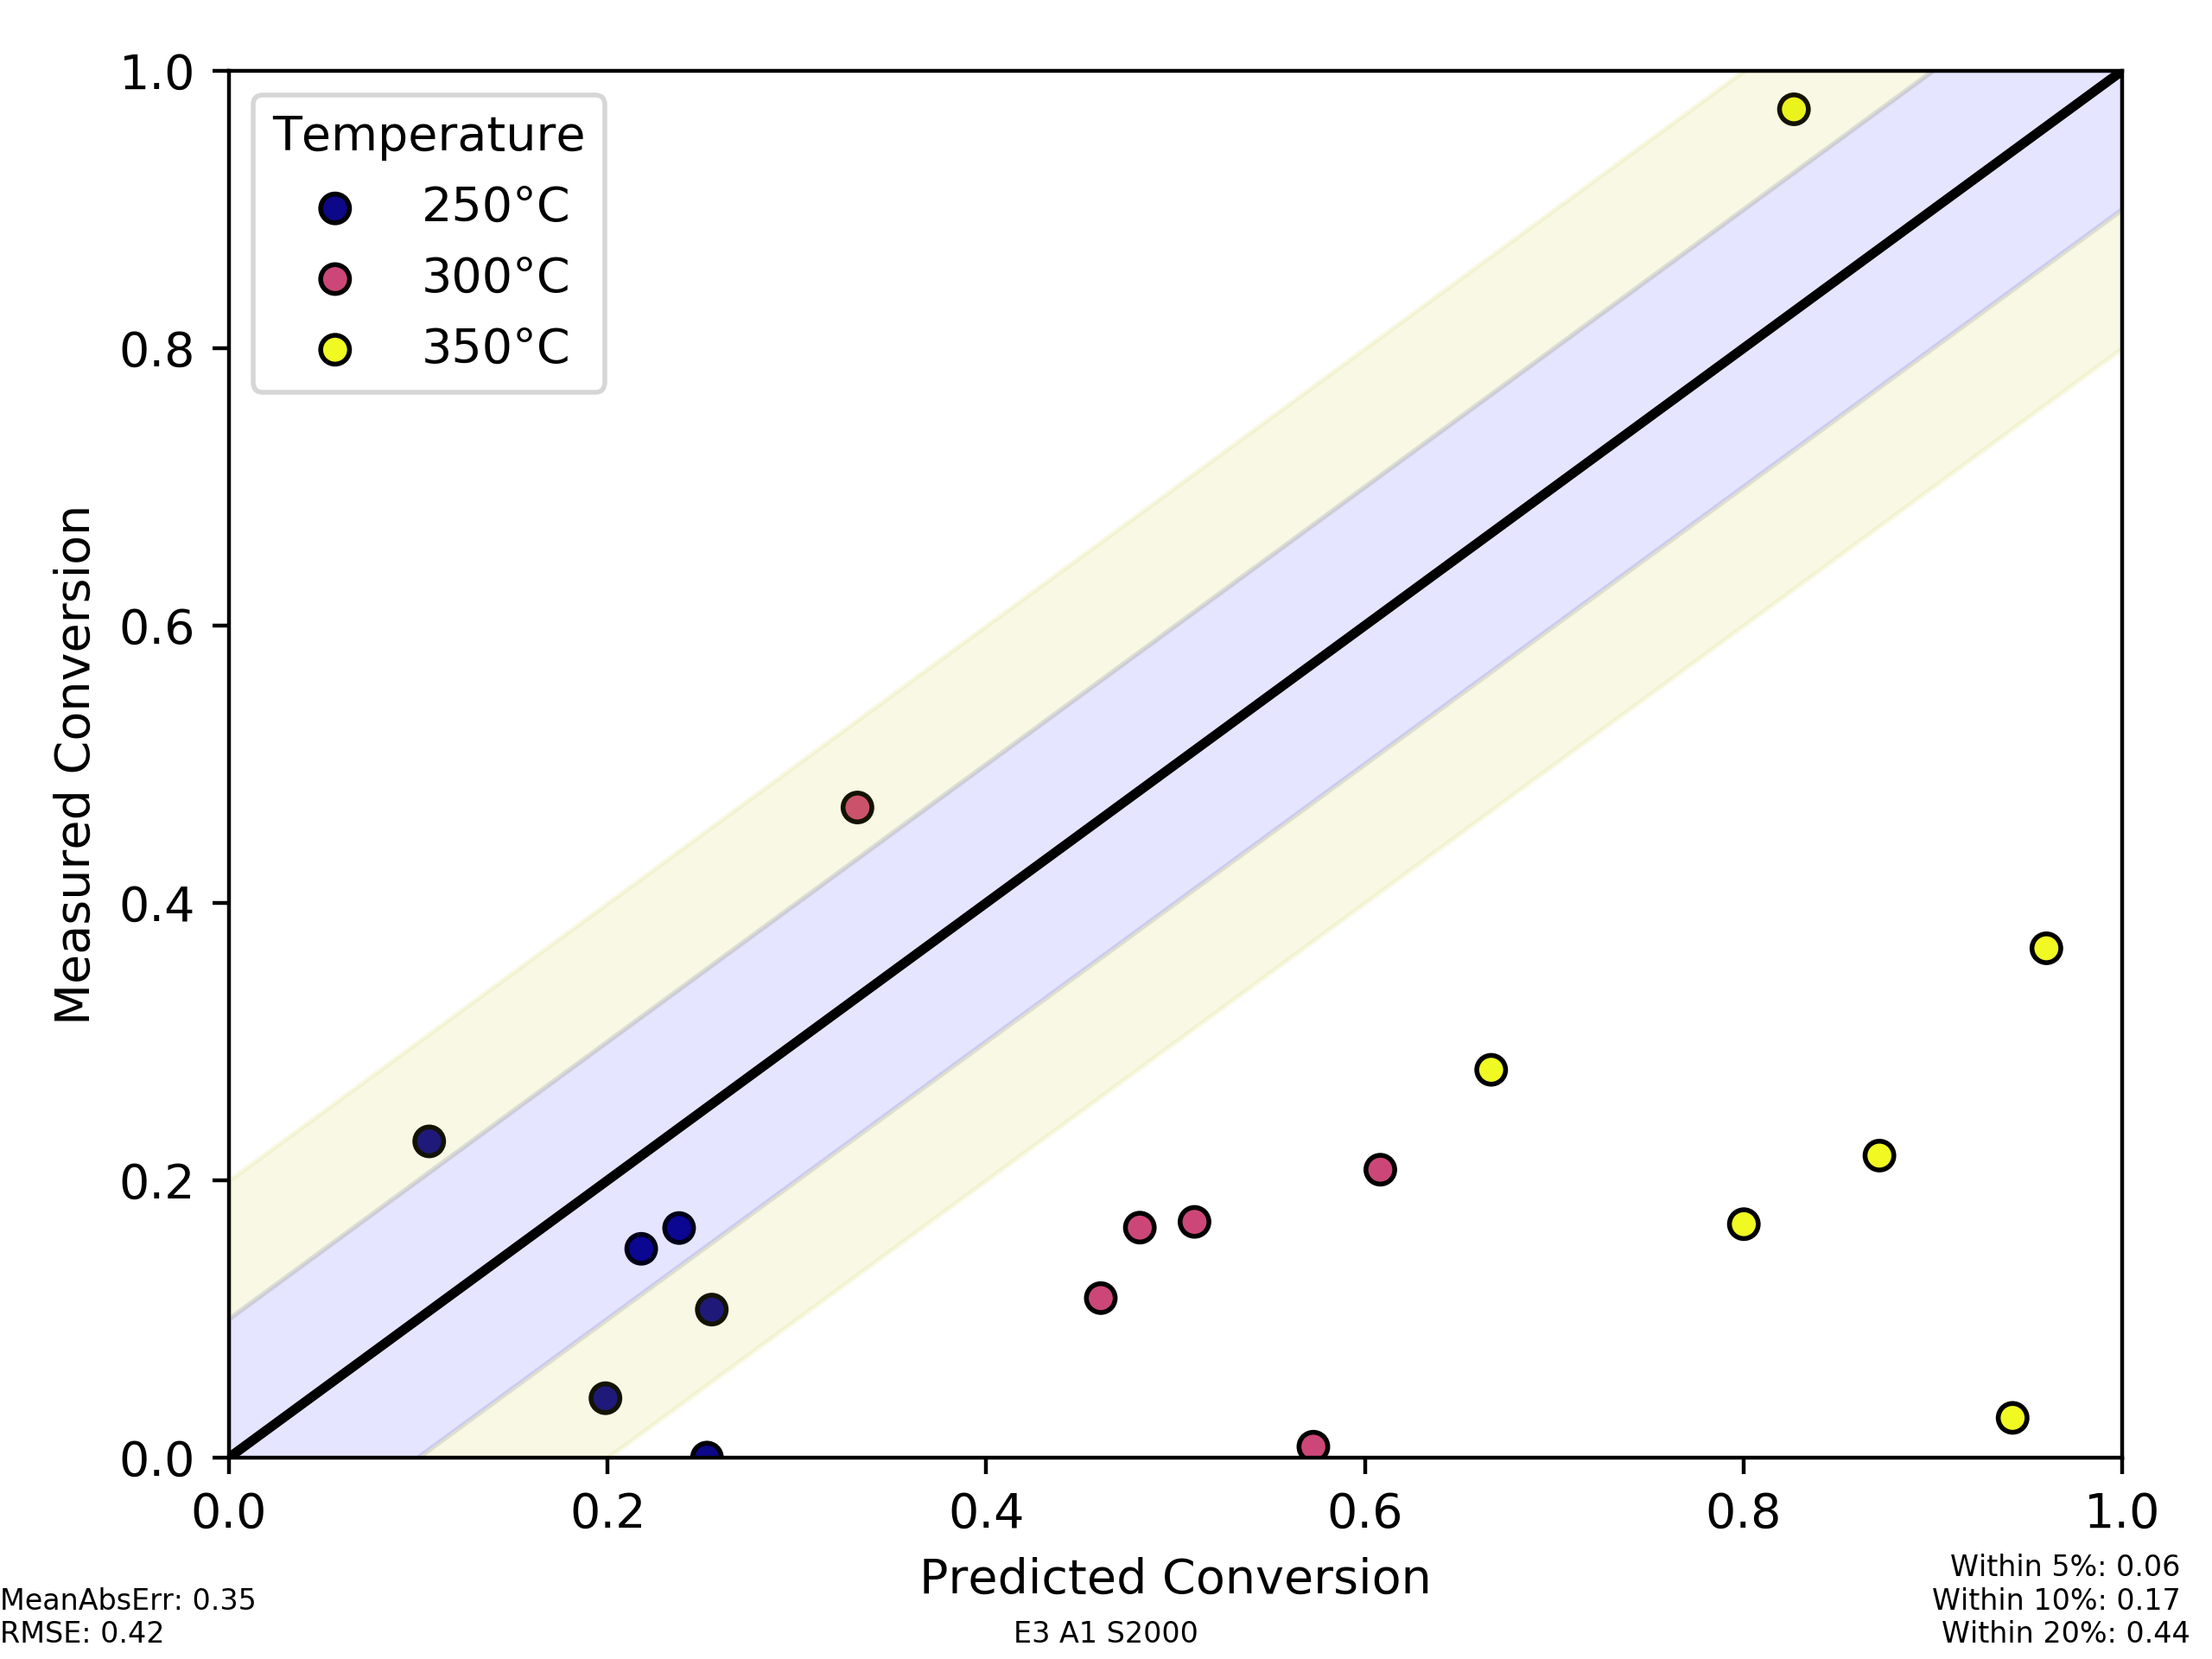 1.0
Temperature
250°C
300°C
350°C
0.8
0.6
0.4
0.2
0.0
Measured Conversion
0.0 0.2 0.4 0.6 0.8 1.0
Predicted Conversion
MeanAbsErr: 0.35
RMSE: 0.42
E3 A1 S2000
Within 5%: 0.06
Within 10%: 0.17
Within 20%: 0.44